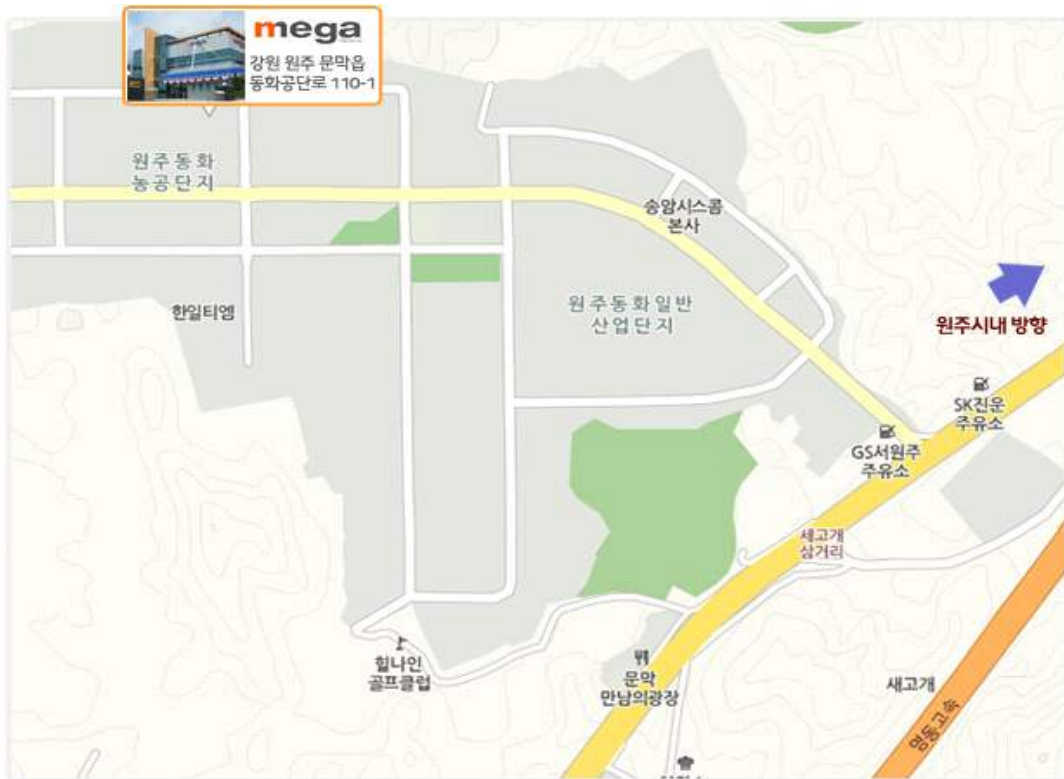 mega
강원 원주 문막읍
동화공단로 110-1
원주동화
농공단지
송암시스콤
본사
한일티엠
원주동화일반
산업단지
원주시내 방향
SK진운
주유소
GS서원주
주유소
세고개
삼거리
힐나인
골프클럽
문막
만남의광장
새고개
영동고속